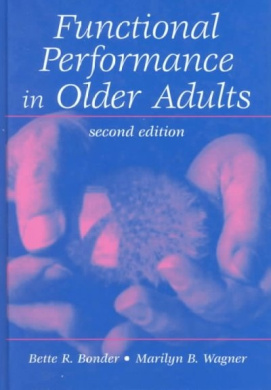 Functional
Performance
in Older Adults
second edition
Bette R. Bonder • Marilyn B. Wagner